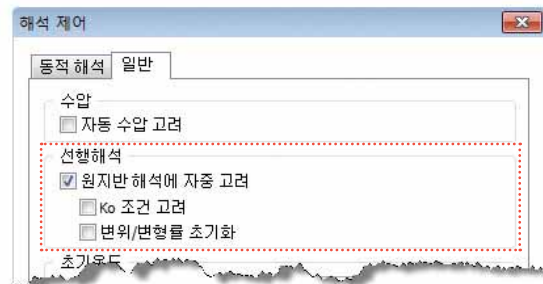 해석 제어
동적 해석 일반
수압
자동 수압 고려
선행해석
원지반 해석에 자중 고려
Ko 조건 고려
변위/변형률 초기화
초기온도